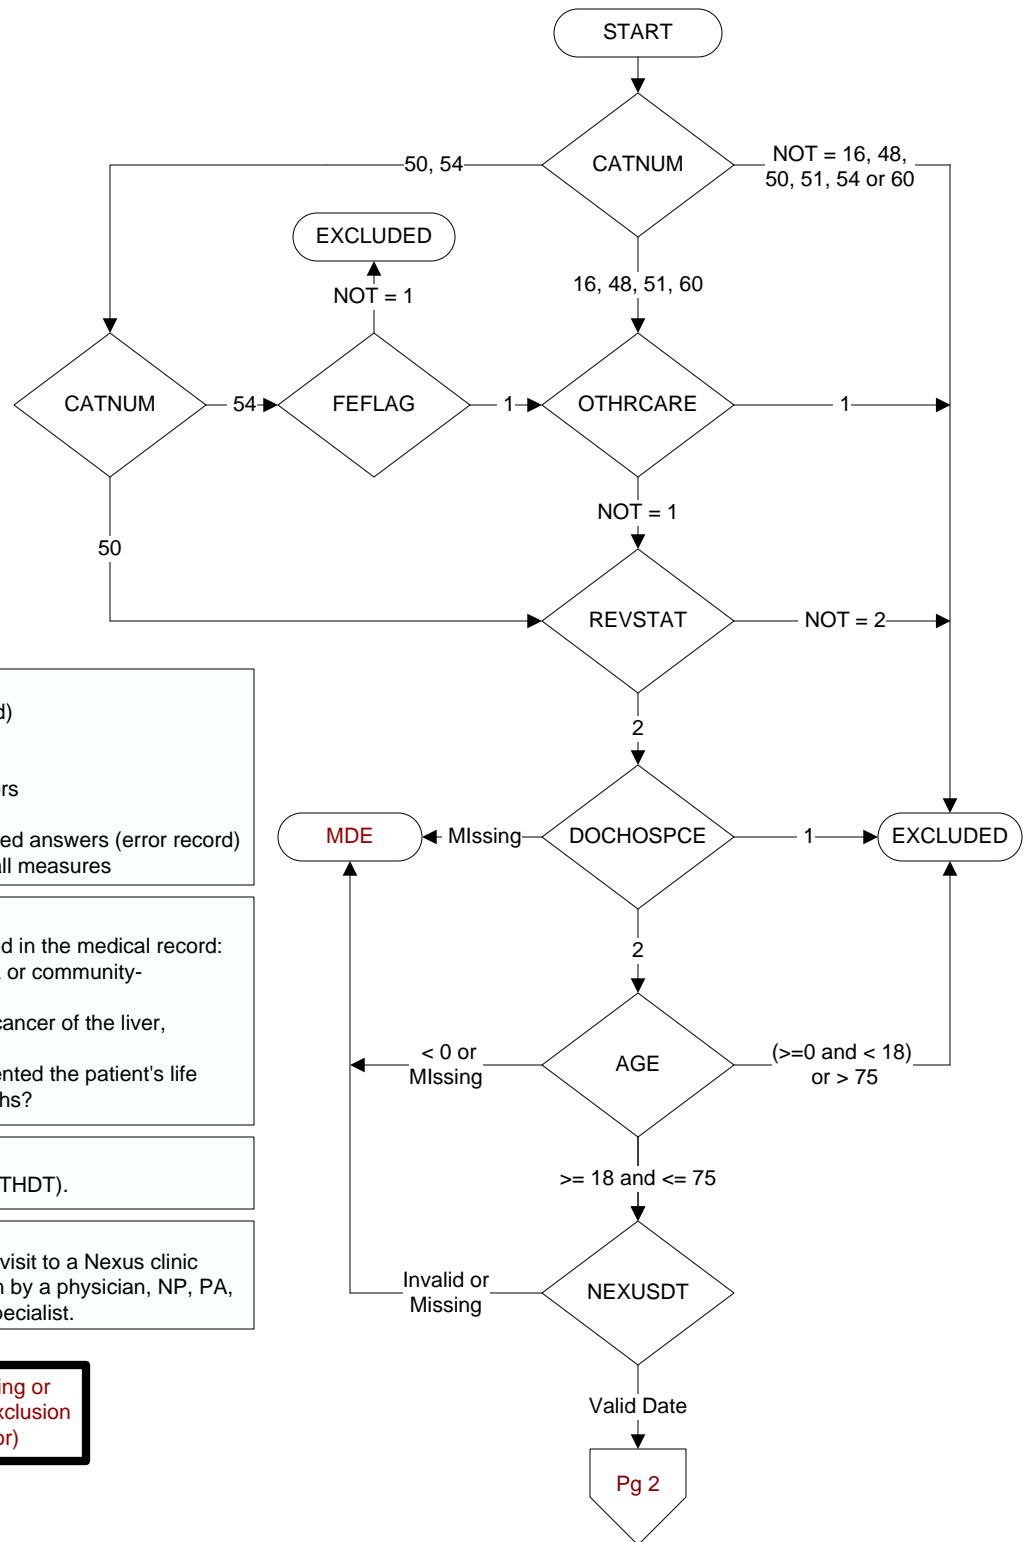 START
CATNUM
50, 54
NOT = 16, 48,
50, 51, 54 or 60
EXCLUDED
NOT = 1
16, 48, 51, 60
CATNUM
54
FEFLAG
1
OTHRCARE
1
NOT = 1
50
REVSTAT
NOT = 2
2
MDE
MIssing
DOCHOSPCE
1
EXCLUDED
2
< 0 or
MIssing
AGE
(>=0 and < 18)
or > 75
>= 18 and <= 75
Invalid or
Missing
NEXUSDT
Valid Date
Pg 2
d)
ors
ed answers (error record)
all measures
ed in the medical record:
or community-
cancer of the liver,
ented the patient's life
hs?
THDT).
visit to a Nexus clinic
n by a physician, NP, PA,
pecialist.
ing or
xclusion
or)